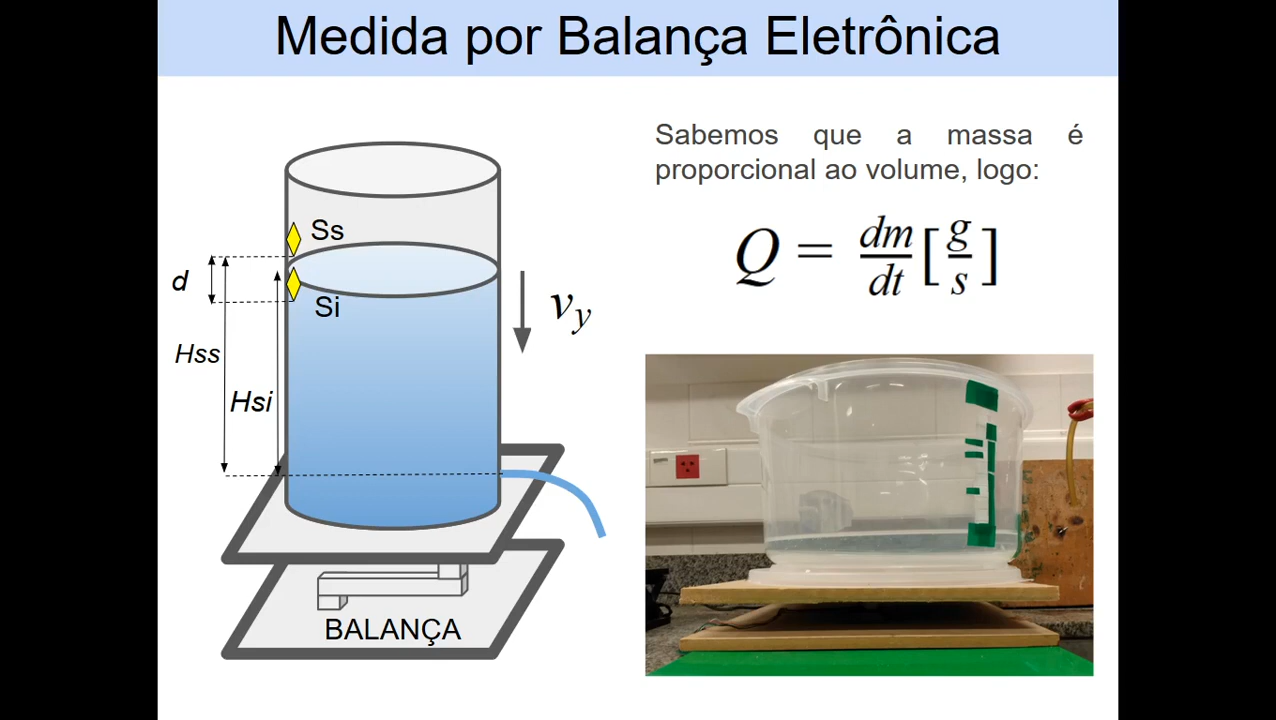 Medida por Balança Eletrônica
Sabemos que a massa é
proporcional ao volume, logo:
Q = dm/dt [g/s]
Ss
d
Si
v_y
Hss
Hsi
BALANÇA